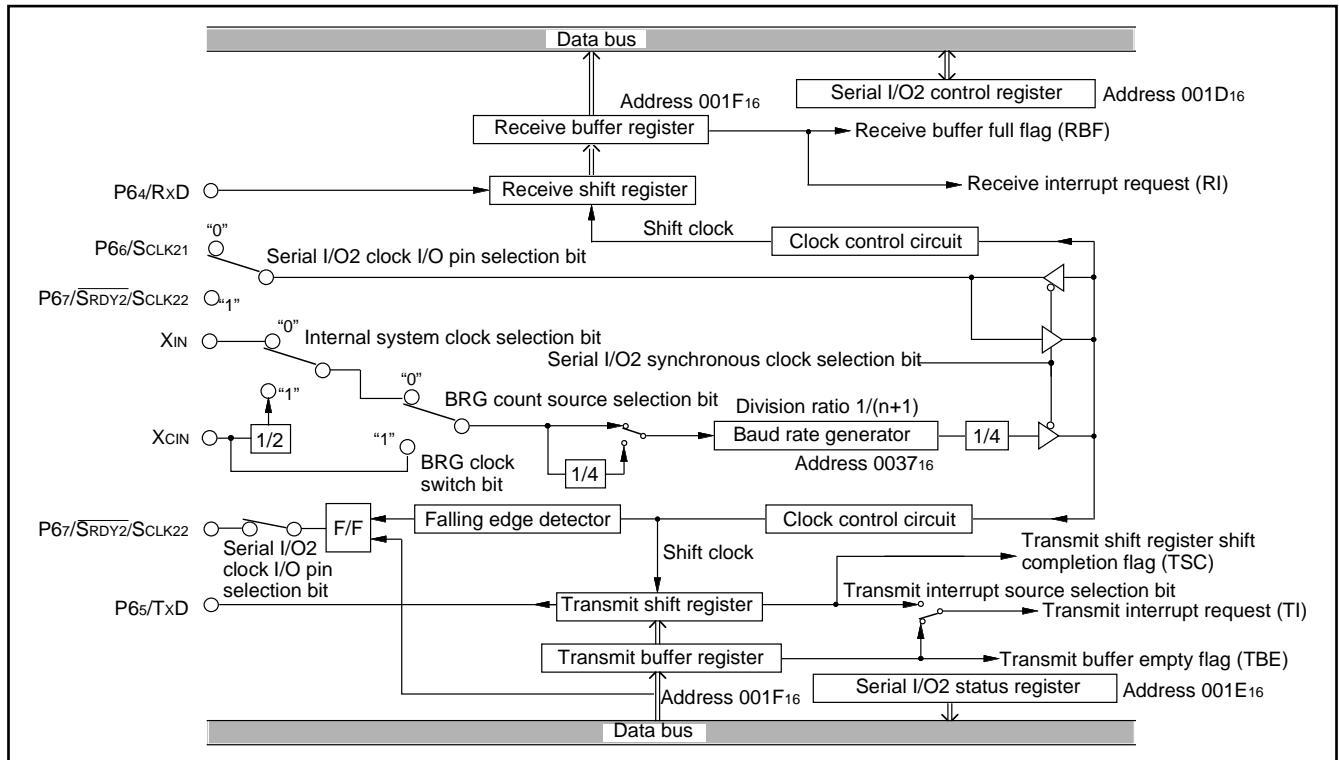 Data bus
Address 001F16
Serial I/O2 control register
Address 001D16
Receive buffer register
Receive buffer full flag (RBF)
P64/RXD
Receive shift register
Receive interrupt request (RI)
Shift clock
Clock control circuit
"0"
P66/SCLK21
Serial I/O2 clock I/O pin selection bit
P67/SRDY2/SCLK22
"1"
XIN
"0"
Internal system clock selection bit
Serial I/O2 synchronous clock selection bit
"1"
"0"
BRG count source selection bit
Division ratio 1/(n+1)
XCIN
1/2
"1"
Baud rate generator
1/4
BRG clock
switch bit
1/4
Address 003716
P67/SRDY2/SCLK22
F/F
Falling edge detector
Clock control circuit
Serial I/O2
clock I/O pin
selection bit
Shift clock
Transmit shift register shift
completion flag (TSC)
Transmit interrupt source selection bit
P65/TXD
Transmit shift register
Transmit interrupt request (TI)
Transmit buffer register
Transmit buffer empty flag (TBE)
Address 001F16
Serial I/O2 status register
Address 001E16
Data bus